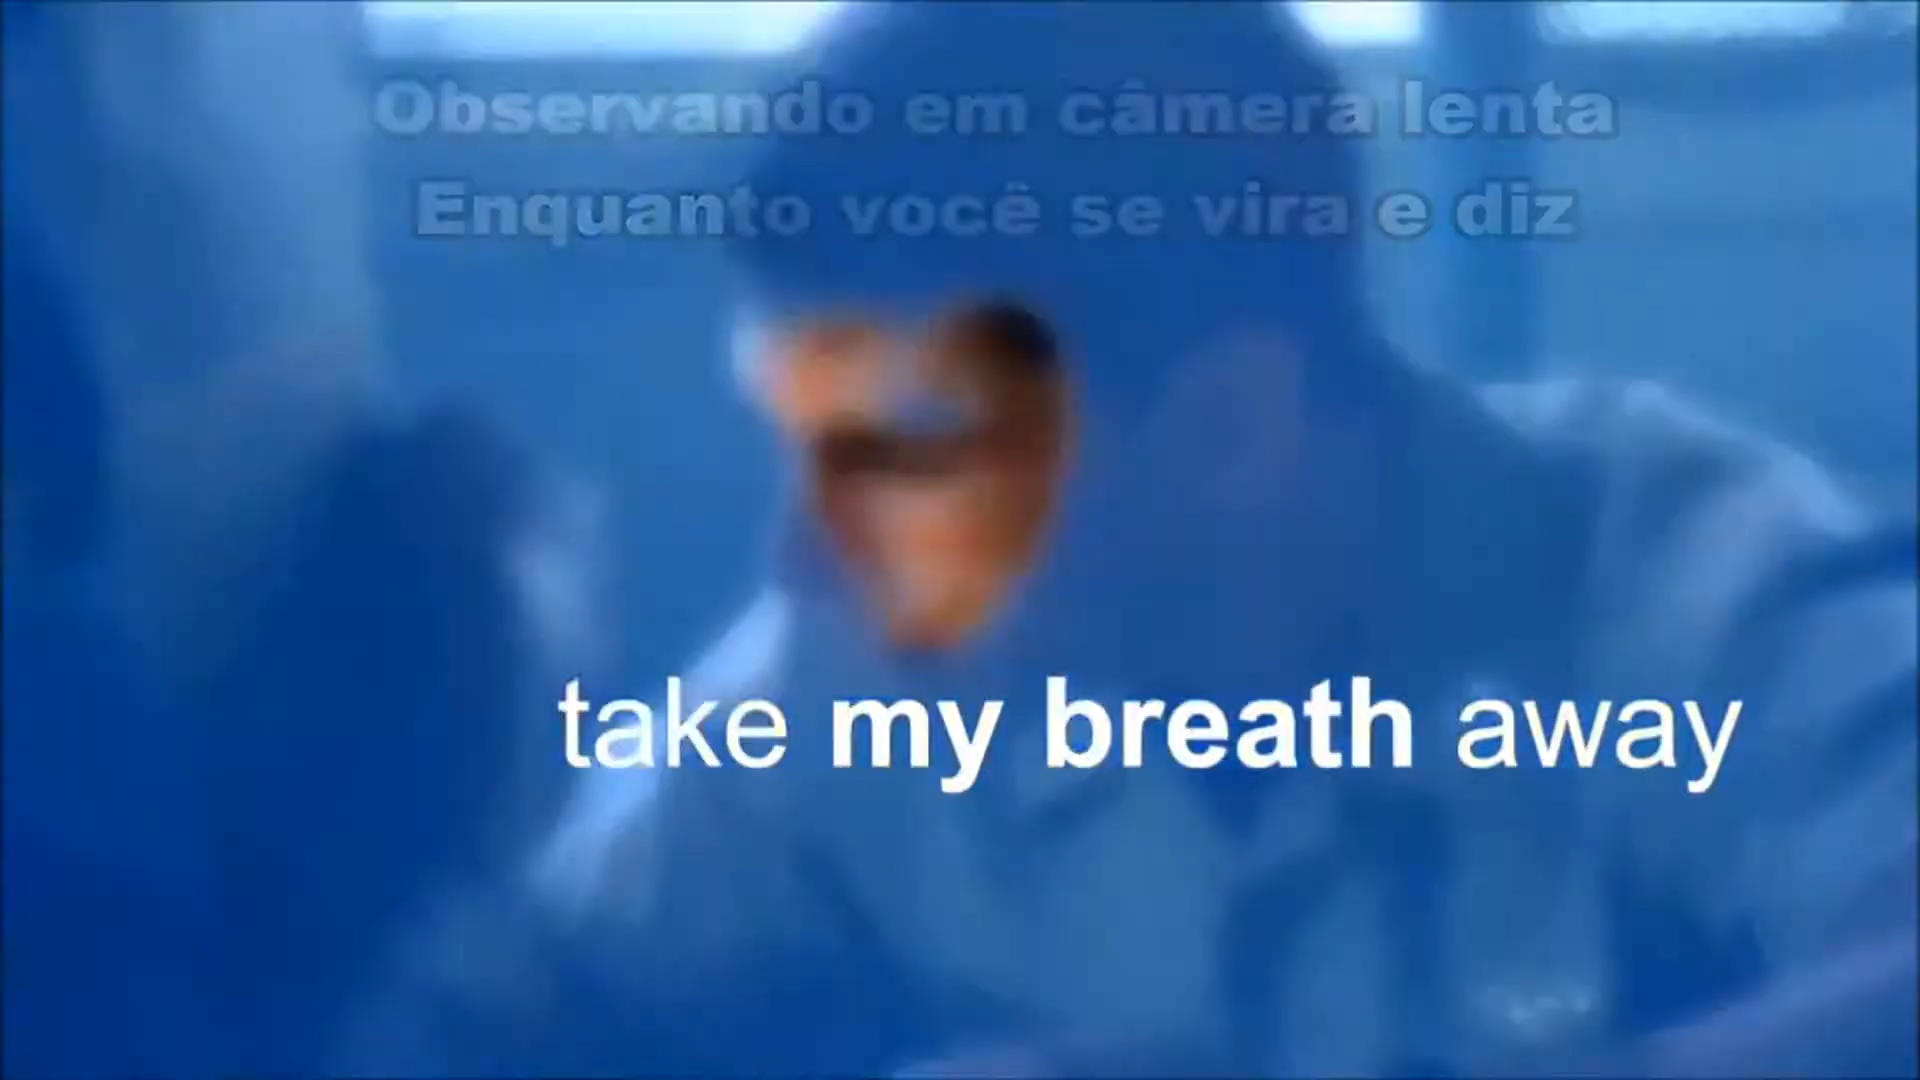 Observando em câmera lenta
Enquanto você se vira e diz
take my breath away